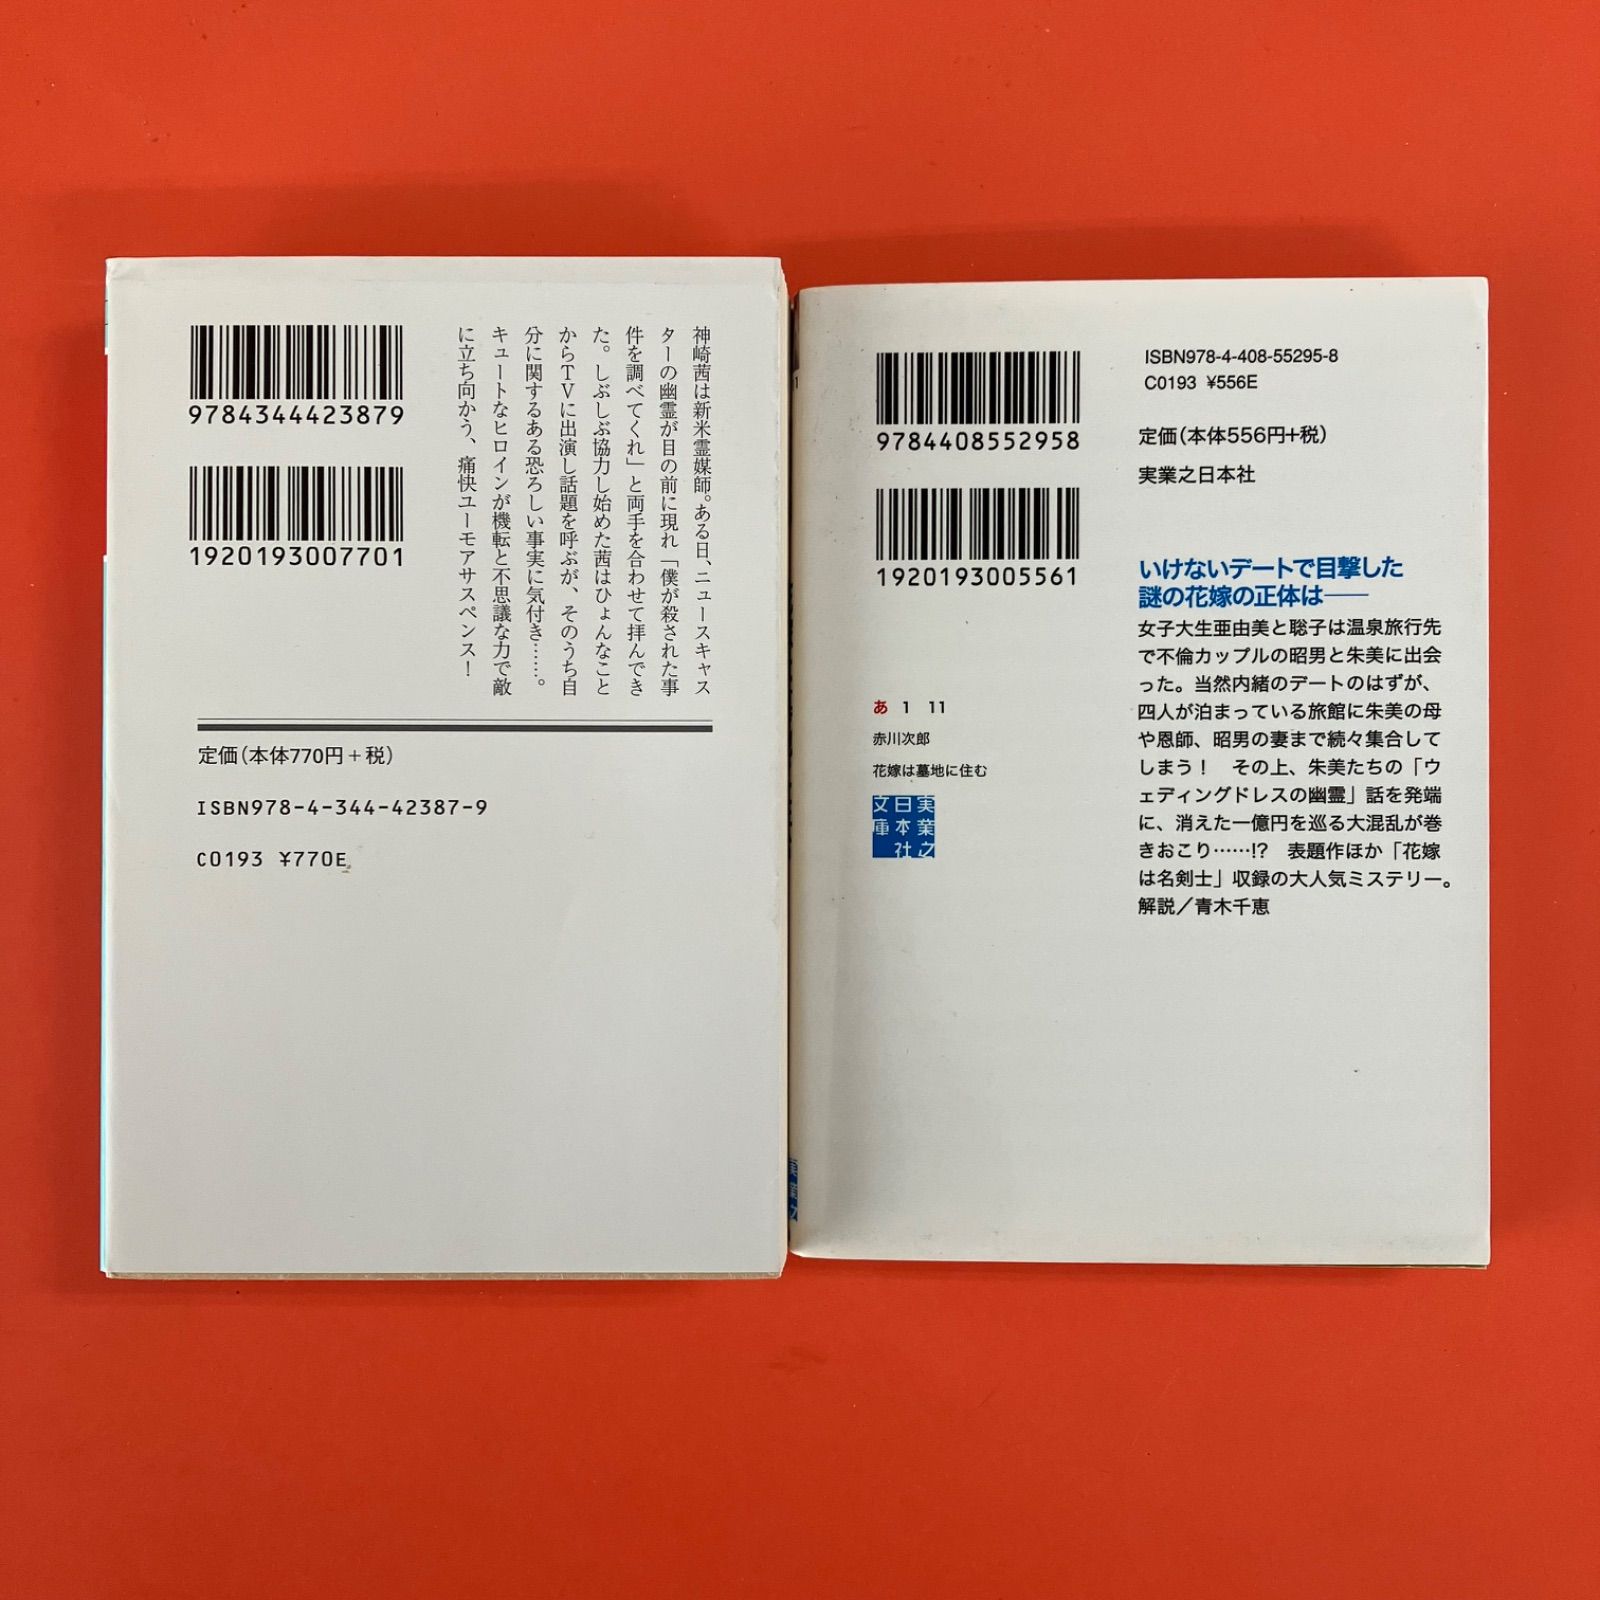 9784344423879
1920193007701
神崎茜は新米霊媒師。ある日、ニュースキャス
ターの幽霊が目の前に現れ「僕が殺された事
件を調べてくれ」と両手を合わせて拝んでき
た。しぶしぶ協力し始めた茜はひょんなこと
からTVに出演し話題を呼ぶが、そのうち自
分に関するある恐ろしい事実に気付き……。
キュートなヒロインが機転と不思議な力で敵
に立ち向かう、痛快ユーモアサスペンス！
定価(本体770円+税)
ISBN978-4-344-42387-9
C0193 ¥770E
9784408552958
1920193005561
ISBN978-4-408-55295-8
C0193 ¥556E
定価(本体556円+税)
実業之日本社
いけないデートで目撃した
謎の花嫁の正体は――
女子大生亜由美と聡子は温泉旅行先
で不倫カップルの昭男と朱美に出会
った。当然内緒のデートのはずが、
四人が泊まっている旅館に朱美の母
や恩師、昭男の妻まで続々集合して
しまう！　その上、朱美たちの「ウ
ェディングドレスの幽霊」話を発端
に、消えた一億円を巡る大混乱が巻
きおこり……!?　表題作ほか「花嫁
は名剣士」収録の大人気ミステリー。
解説／青木千恵
あ 1 11
赤川次郎
花嫁は墓地に住む
実業之
日本社
文庫
実業之